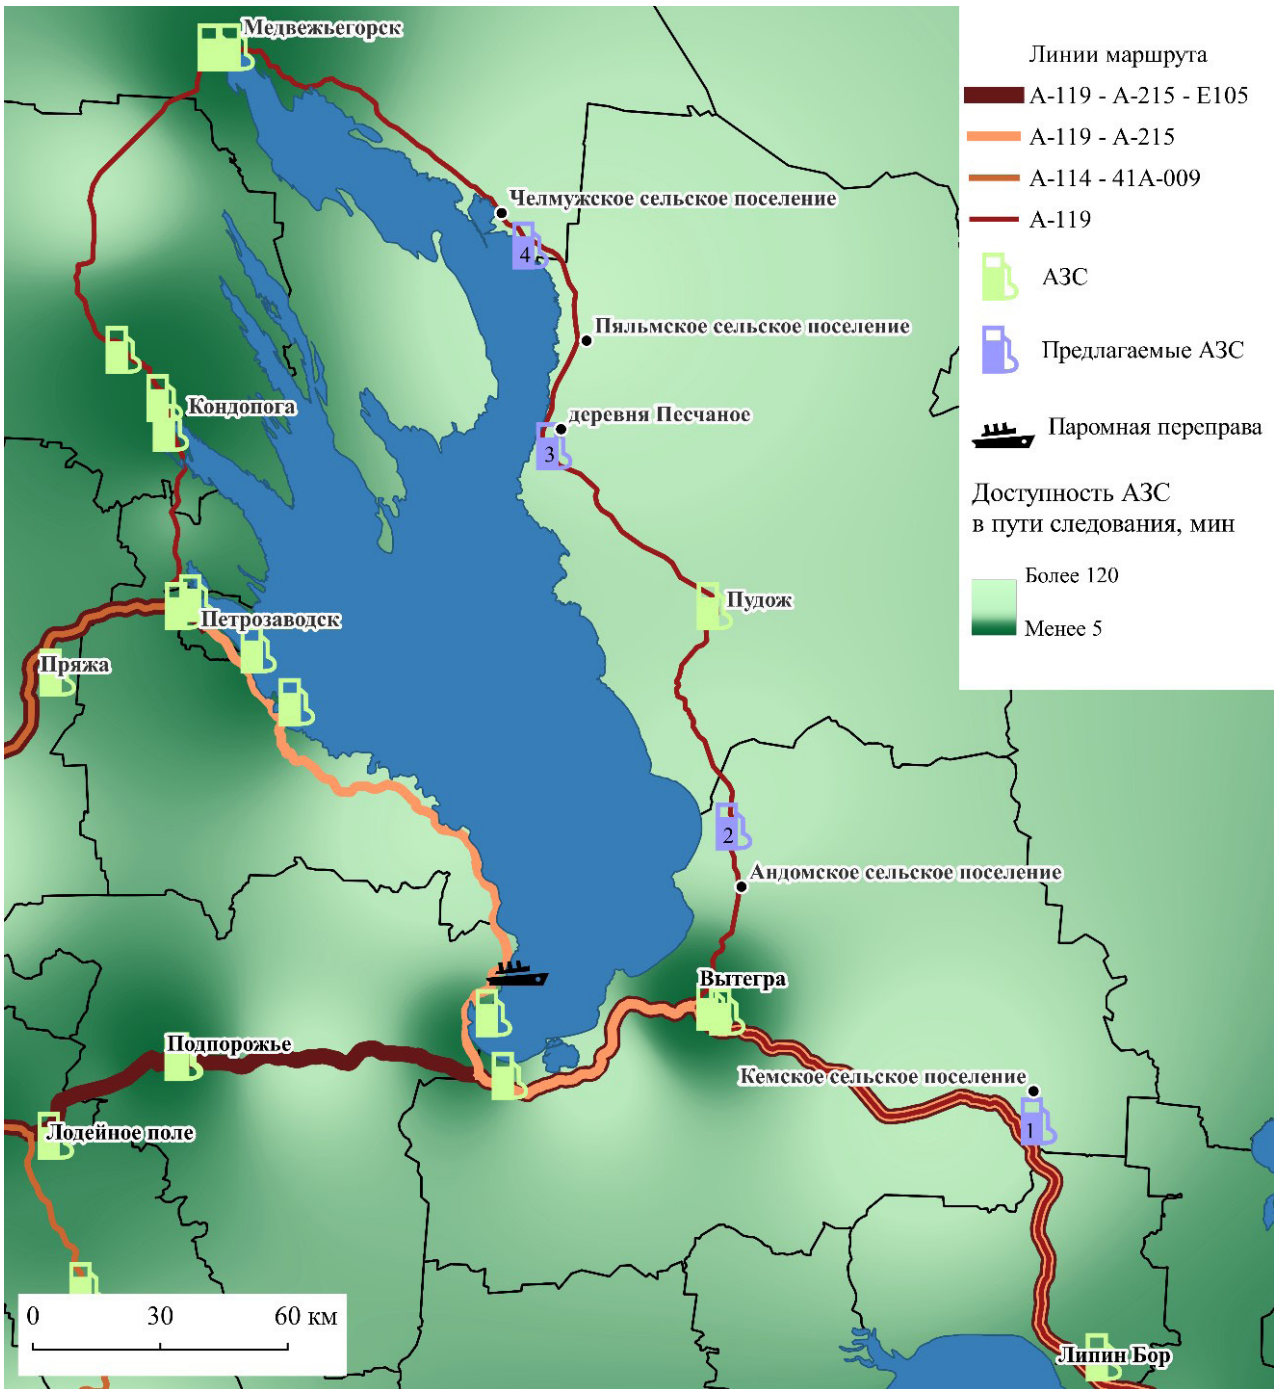 Медвежьегорск
Челмужское сельское поселение
4
Пяльмское сельское поселение
Кондопога
деревня Песчаное
3
Пудож
Петрозаводск
Пряжа
2
Андомское сельское поселение
Вытегра
Подпорожье
Кемское сельское поселение
1
Лодейное поле
Липин Бор
0 30 60 км
Линии маршрута
А-119 - А-215 - Е105
А-119 - А-215
А-114 - 41А-009
А-119
АЗС
Предлагаемые АЗС
Паромная переправа
Доступность АЗС
в пути следования, мин
Более 120
Менее 5